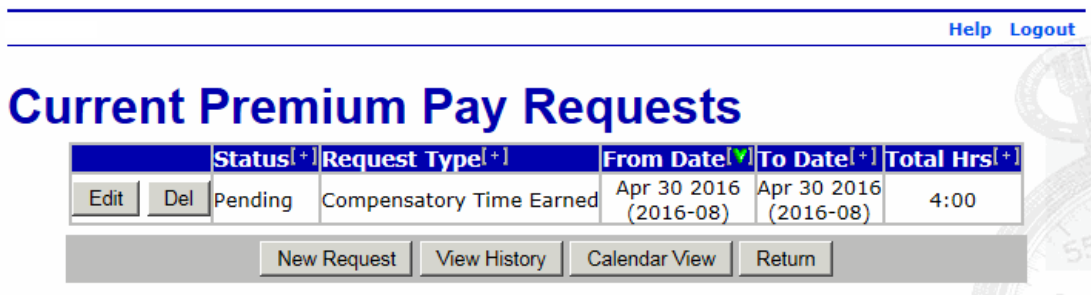 Help Logout
Current Premium Pay Requests
Status[+] Request Type[+] From Date[V] To Date[+] Total Hrs[+]
Edit Del Pending Compensatory Time Earned Apr 30 2016 (2016-08) Apr 30 2016 (2016-08) 4:00
New Request View History Calendar View Return
55